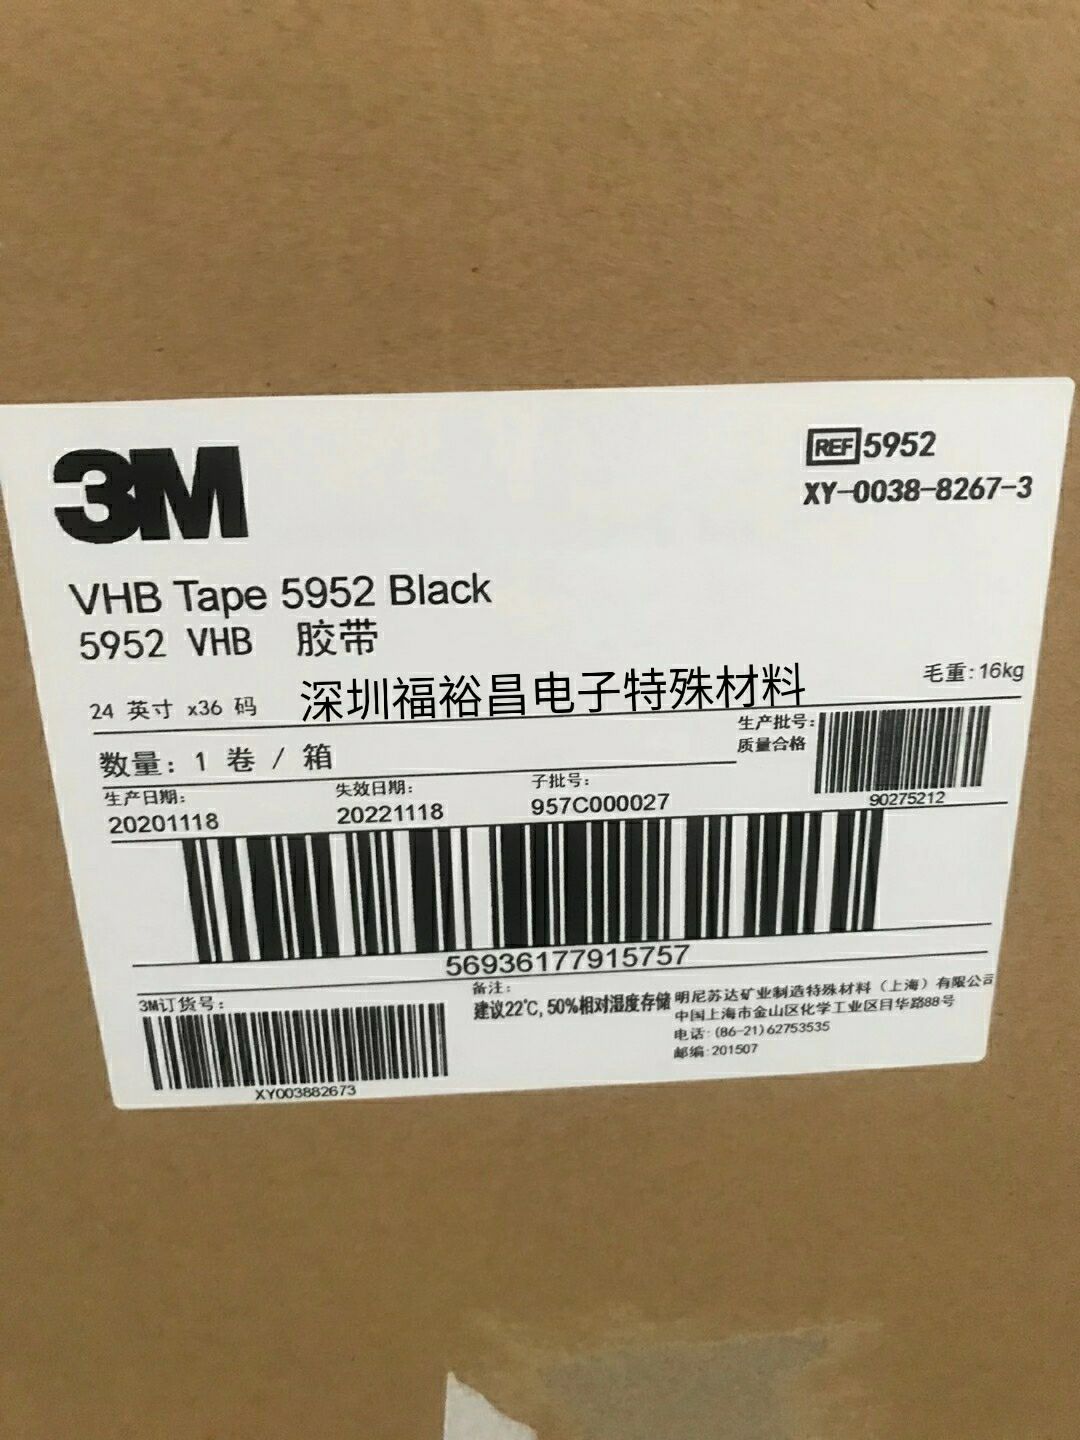 3M
REF 5952
XY-0038-8267-3
VHB Tape 5952 Black
5952 VHB 胶带
24 英寸 x36 码
深圳福裕昌电子特殊材料
毛重:16kg
数量: 1 卷 / 箱
生产批号:
质量合格
90275212
生产日期:
20201118
失效日期:
20221118
子批号:
957C000027
56936177915757
3M订货号:
XY003882673
备注:
建议22℃,50%相对湿度存储
明尼苏达矿业制造特殊材料（上海）有限公司
中国上海市金山区化学工业区目华路88号
电话:(86-21)62753535
邮编:201507